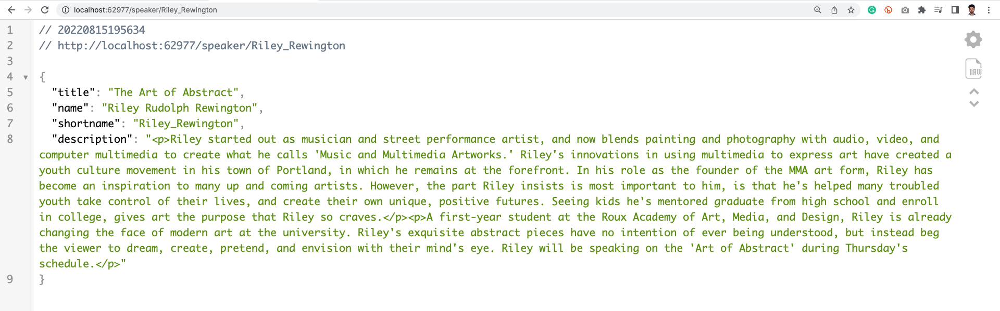 localhost:62977/speaker/Riley_Rewington
1 // 20220815195634
2 // http://localhost:62977/speaker/Riley_Rewington
3
4 {
5 "title": "The Art of Abstract",
6 "name": "Riley Rudolph Rewington",
7 "shortname": "Riley_Rewington",
8 "description": "<p>Riley started out as musician and street performance artist, and now blends painting and photography with audio, video, and
computer multimedia to create what he calls 'Music and Multimedia Artworks.' Riley's innovations in using multimedia to express art have created a
youth culture movement in his town of Portland, in which he remains at the forefront. In his role as the founder of the MMA art form, Riley has
become an inspiration to many up and coming artists. However, the part Riley insists is most important to him, is that he's helped many troubled
youth take control of their lives, and create their own unique, positive futures. Seeing kids he's mentored graduate from high school and enroll
in college, gives art the purpose that Riley so craves.</p><p>A first-year student at the Roux Academy of Art, Media, and Design, Riley is already
changing the face of modern art at the university. Riley's exquisite abstract pieces have no intention of ever being understood, but instead beg
the viewer to dream, create, pretend, and envision with their mind's eye. Riley will be speaking on the 'Art of Abstract' during Thursday's
schedule.</p>"
9 }
RAW